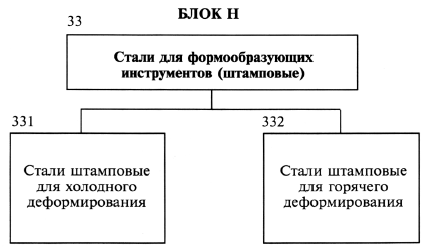 БЛОК Н
33
Стали для формообразующих
инструментов (штамповые)
331
Стали штамповые
для холодного
деформирования
332
Стали штамповые
для горячего
деформирования